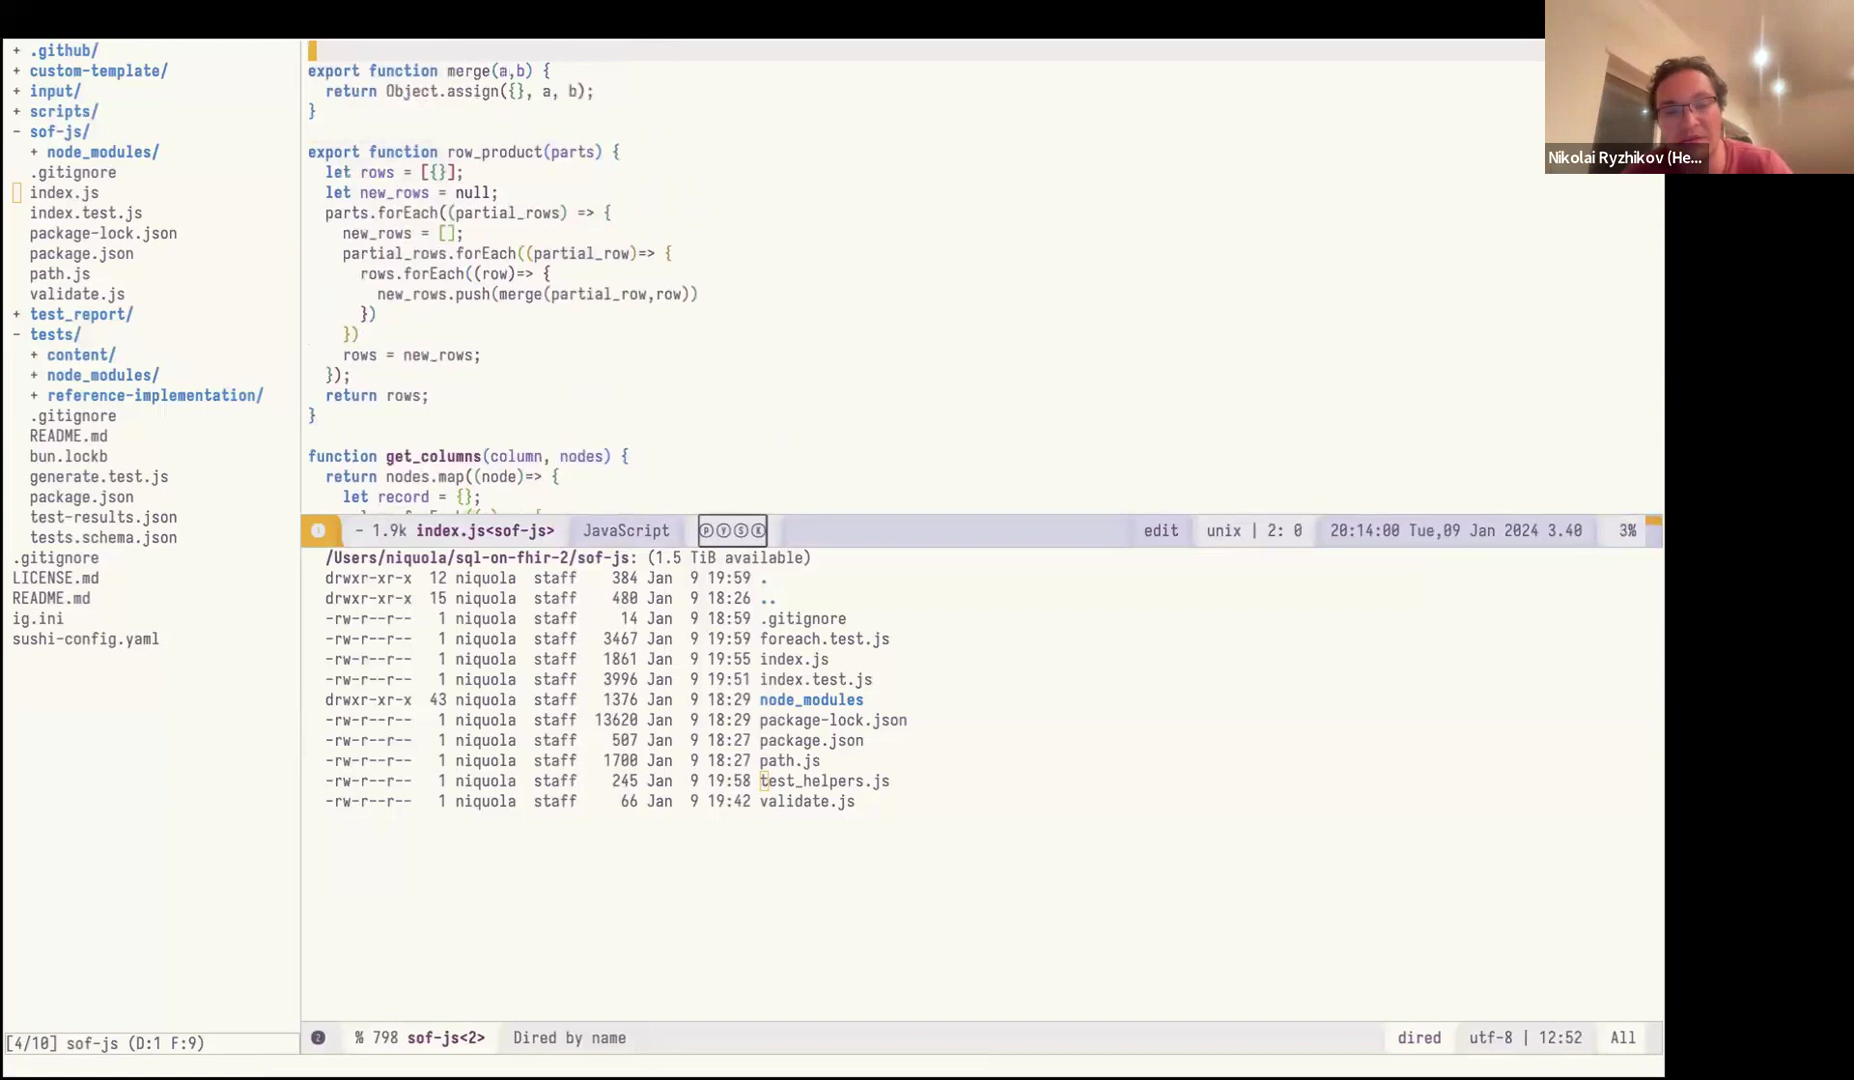 + .github/
+ custom-template/
+ input/
+ scripts/
- sof-js/
+ node_modules/
.gitignore
index.js
index.test.js
package-lock.json
package.json
path.js
validate.js
+ test_report/
- tests/
+ content/
+ node_modules/
+ reference-implementation/
.gitignore
README.md
bun.lockb
generate.test.js
package.json
test-results.json
tests.schema.json
.gitignore
LICENSE.md
README.md
ig.ini
sushi-config.yaml
[4/10] sof-js (D:1 F:9)
export function merge(a,b) {
return Object.assign({}, a, b);
}
export function row_product(parts) {
let rows = [{}];
let new_rows = null;
parts.forEach((partial_rows) => {
new_rows = [];
partial_rows.forEach((partial_row)=> {
rows.forEach((row)=> {
new_rows.push(merge(partial_row,row))
})
})
rows = new_rows;
});
return rows;
}
function get_columns(column, nodes) {
return nodes.map((node)=> {
let record = {};
- 1.9k index.js<sof-js> JavaScript ⓟⓨⓢⓚ edit unix | 2: 0 20:14:00 Tue,09 Jan 2024 3.40 3%
/Users/niquola/sql-on-fhir-2/sof-js: (1.5 TiB available)
drwxr-xr-x 12 niquola staff 384 Jan 9 19:59 .
drwxr-xr-x 15 niquola staff 480 Jan 9 18:26 ..
-rw-r--r-- 1 niquola staff 14 Jan 9 18:59 .gitignore
-rw-r--r-- 1 niquola staff 3467 Jan 9 19:59 foreach.test.js
-rw-r--r-- 1 niquola staff 1861 Jan 9 19:55 index.js
-rw-r--r-- 1 niquola staff 3996 Jan 9 19:51 index.test.js
drwxr-xr-x 43 niquola staff 1376 Jan 9 18:29 node_modules
-rw-r--r-- 1 niquola staff 13620 Jan 9 18:29 package-lock.json
-rw-r--r-- 1 niquola staff 507 Jan 9 18:27 package.json
-rw-r--r-- 1 niquola staff 1700 Jan 9 18:27 path.js
-rw-r--r-- 1 niquola staff 245 Jan 9 19:58 test_helpers.js
-rw-r--r-- 1 niquola staff 66 Jan 9 19:42 validate.js
% 798 sof-js<2> Dired by name dired utf-8 | 12:52 All
Nikolai Ryzhikov (He...